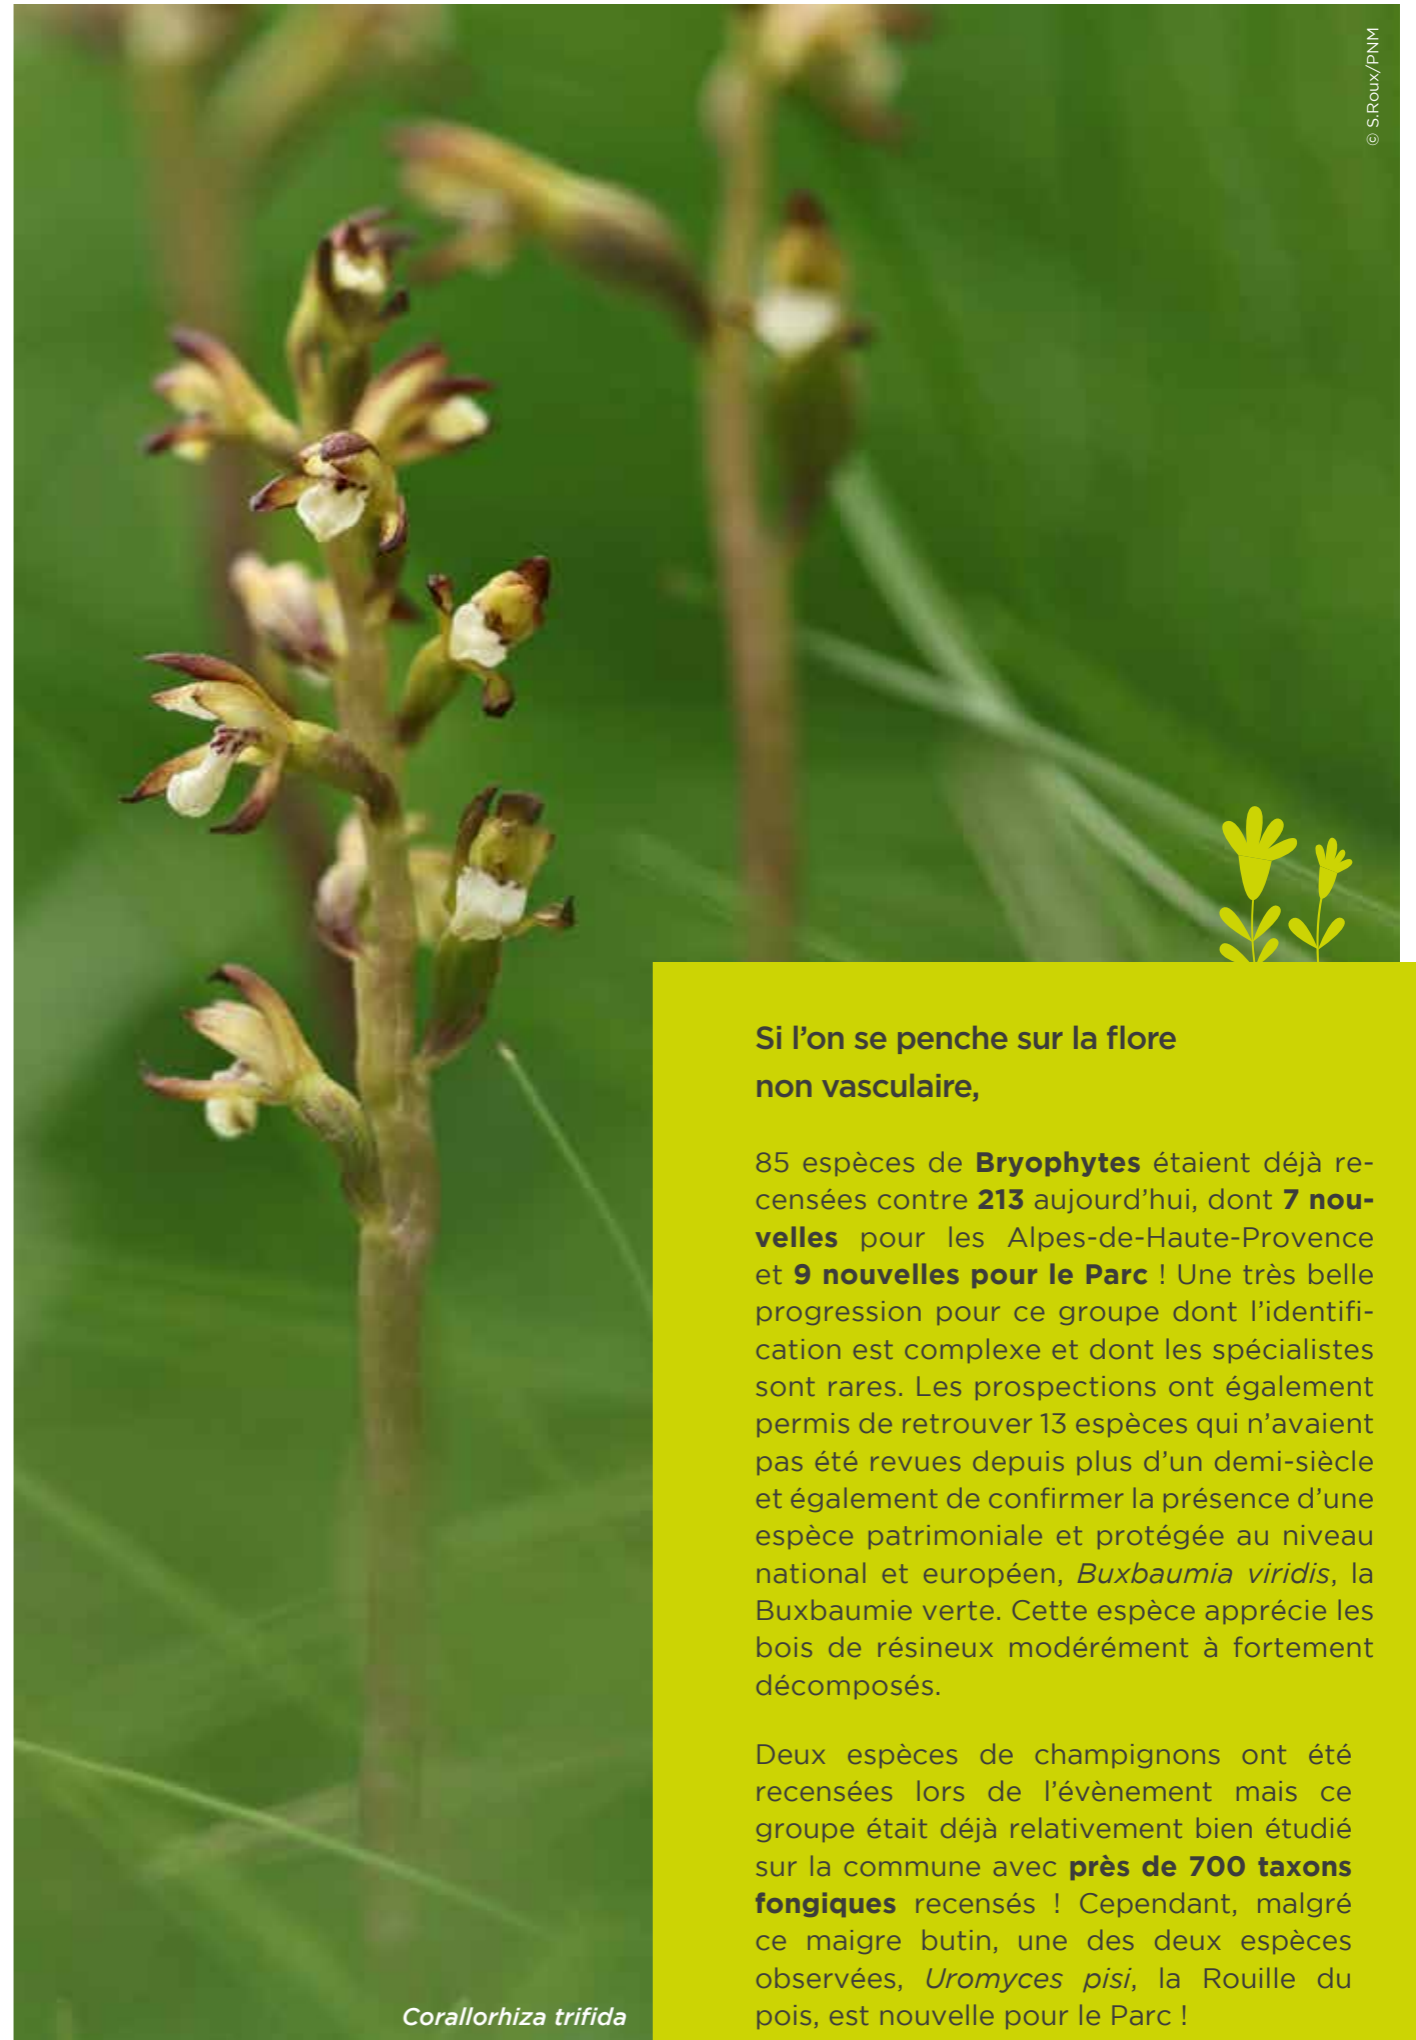 © S.Roux/PNM
Si l’on se penche sur la flore
non vasculaire,
85 espèces de Bryophytes étaient déjà re-
censées contre 213 aujourd’hui, dont 7 nou-
velles pour les Alpes-de-Haute-Provence
et 9 nouvelles pour le Parc ! Une très belle
progression pour ce groupe dont l’identifi-
cation est complexe et dont les spécialistes
sont rares. Les prospections ont également
permis de retrouver 13 espèces qui n’avaient
pas été revues depuis plus d’un demi-siècle
et également de confirmer la présence d’une
espèce patrimoniale et protégée au niveau
national et européen, Buxbaumia viridis, la
Buxbaumie verte. Cette espèce apprécie les
bois de résineux modérément à fortement
décomposés.
Deux espèces de champignons ont été
recensées lors de l’évènement mais ce
groupe était déjà relativement bien étudié
sur la commune avec près de 700 taxons
fongiques recensés ! Cependant, malgré
ce maigre butin, une des deux espèces
observées, Uromyces pisi, la Rouille du
pois, est nouvelle pour le Parc !
Corallorhiza trifida